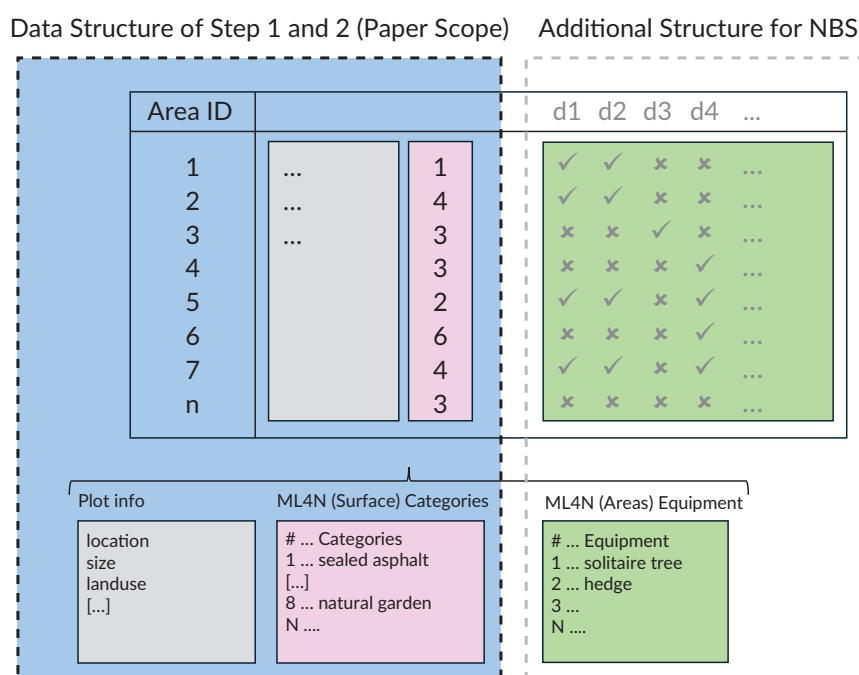 Data Structure of Step 1 and 2 (Paper Scope) Additional Structure for NBS
Area ID d1 d2 d3 d4 ...
1 ... 1 ✓ ✓ ✗ ✗ ...
2 ... 4 ✓ ✓ ✗ ✗ ...
3 ... 3 ✗ ✗ ✓ ✗ ...
4 3 ✗ ✗ ✗ ✓ ...
5 2 ✓ ✓ ✗ ✓ ...
6 6 ✗ ✗ ✗ ✓ ...
7 4 ✓ ✓ ✗ ✓ ...
n 3 ✗ ✗ ✗ ✗ ...
Plot info
location
size
landuse
[...]
ML4N (Surface) Categories
# ... Categories
1 ... sealed asphalt
[...]
8 ... natural garden
N ....
ML4N (Areas) Equipment
# ... Equipment
1 ... solitaire tree
2 ... hedge
3 ...
N ....